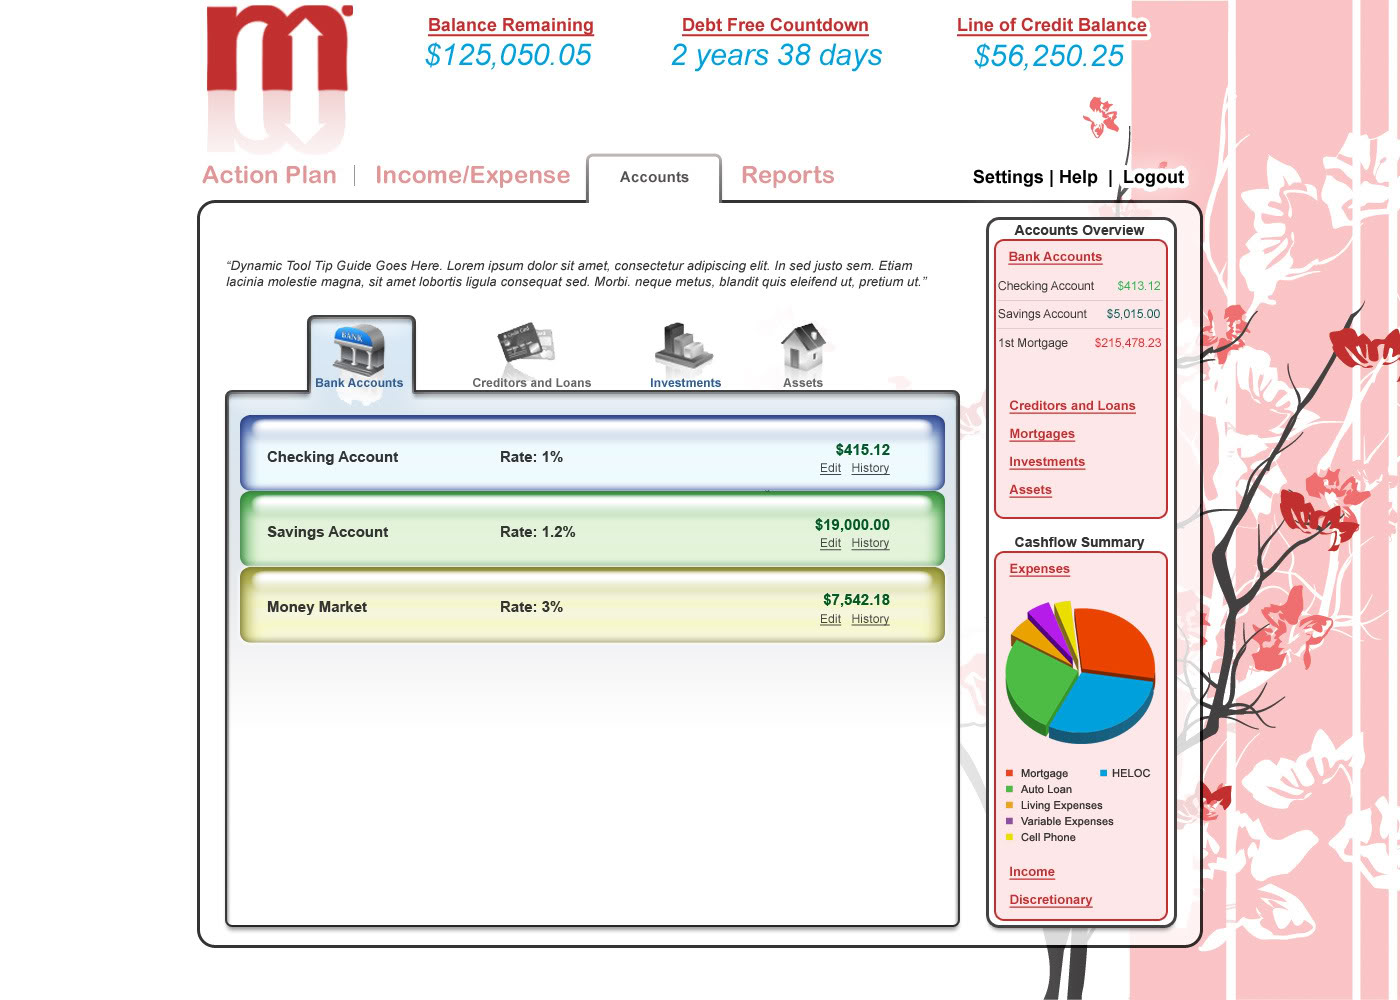 Balance Remaining
$125,050.05
Debt Free Countdown
2 years 38 days
Line of Credit Balance
$56,250.25
m
Action Plan | Income/Expense Accounts Reports
Settings | Help | Logout
“Dynamic Tool Tip Guide Goes Here. Lorem ipsum dolor sit amet, consectetur adipiscing elit. In sed justo sem. Etiam
lacinia molestie magna, sit amet lobortis ligula consequat sed. Morbi. neque metus, blandit quis eleifend ut, pretium ut.”
BANK
Bank Accounts
Credit Card
Creditors and Loans
Investments
Assets
Checking Account Rate: 1% $415.12
Edit History
Savings Account Rate: 1.2% $19,000.00
Edit History
Money Market Rate: 3% $7,542.18
Edit History
Accounts Overview
Bank Accounts
Checking Account $413.12
Savings Account $5,015.00
1st Mortgage $215,478.23
Creditors and Loans
Mortgages
Investments
Assets
Cashflow Summary
Expenses
Mortgage HELOC
Auto Loan
Living Expenses
Variable Expenses
Cell Phone
Income
Discretionary